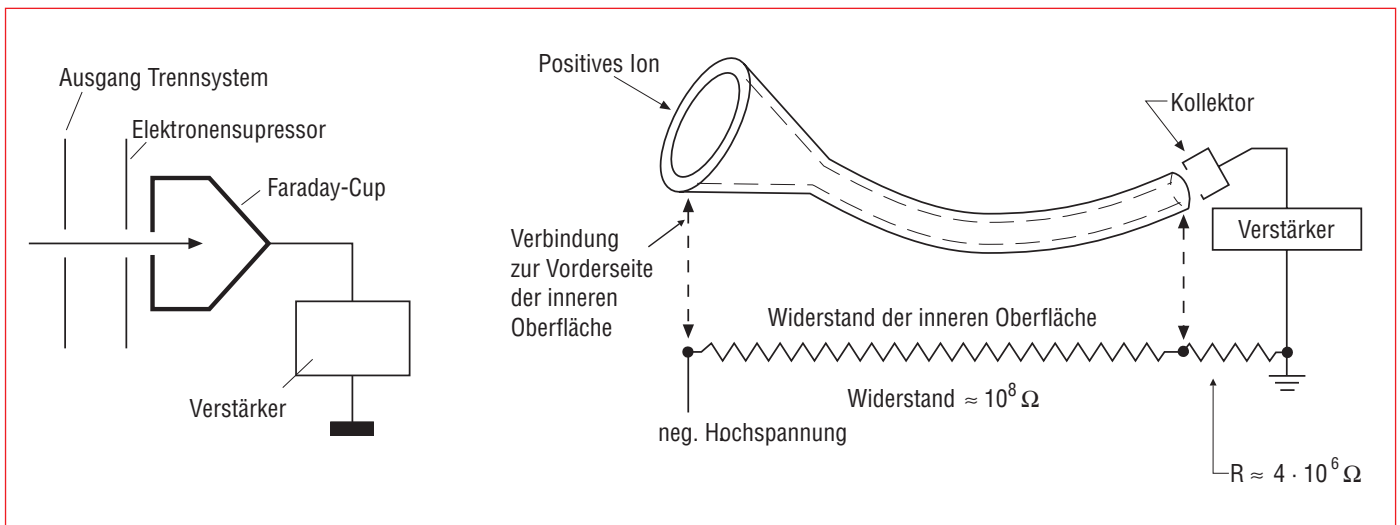 Ausgang Trennsystem
Elektronensupressor
Faraday-Cup
Verstärker
Positives Ion
Kollektor
Verstärker
Verbindung
zur Vorderseite
der inneren
Oberfläche
Widerstand der inneren Oberfläche
Widerstand ≈ 10⁸ Ω
neg. Hochspannung
R ≈ 4 · 10⁶ Ω